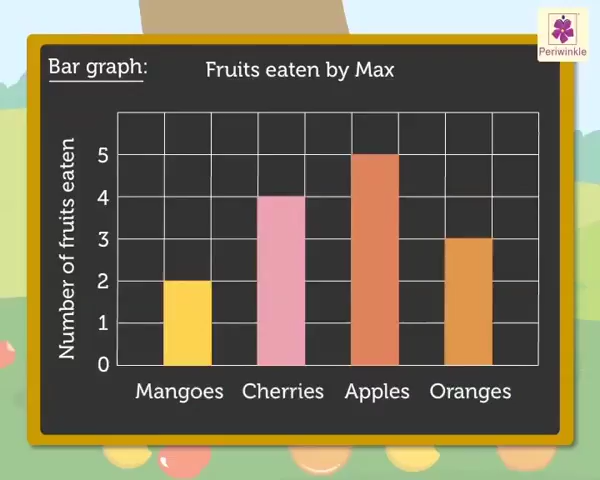 Periwinkle
Bar graph:
Fruits eaten by Max
Number of fruits eaten
5
4
3
2
1
0
Mangoes Cherries Apples Oranges